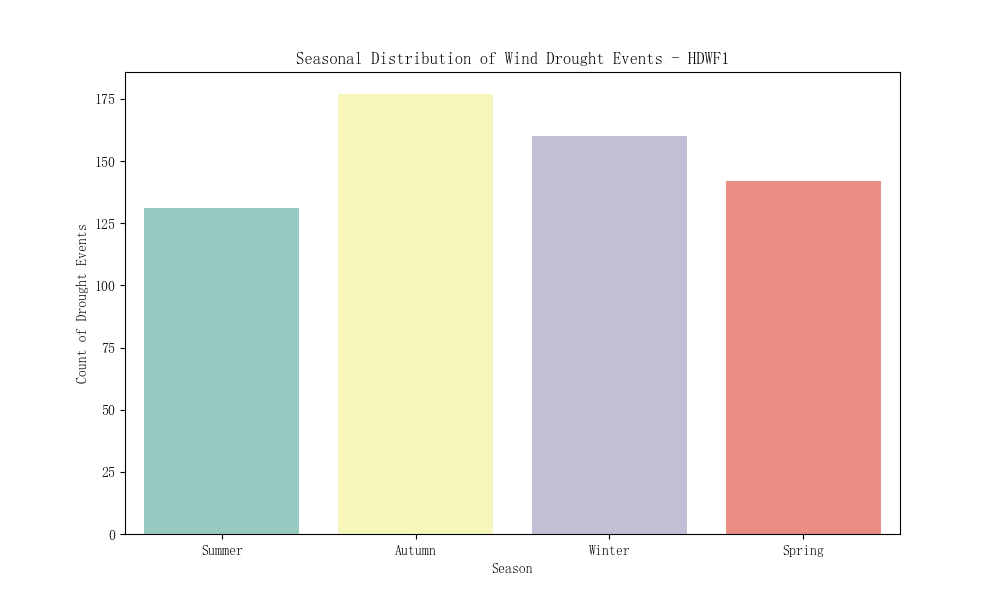 Seasonal Distribution of Wind Drought Events - HDWF1
Count of Drought Events
175
150
125
100
75
50
25
0
Summer
Autumn
Winter
Spring
Season